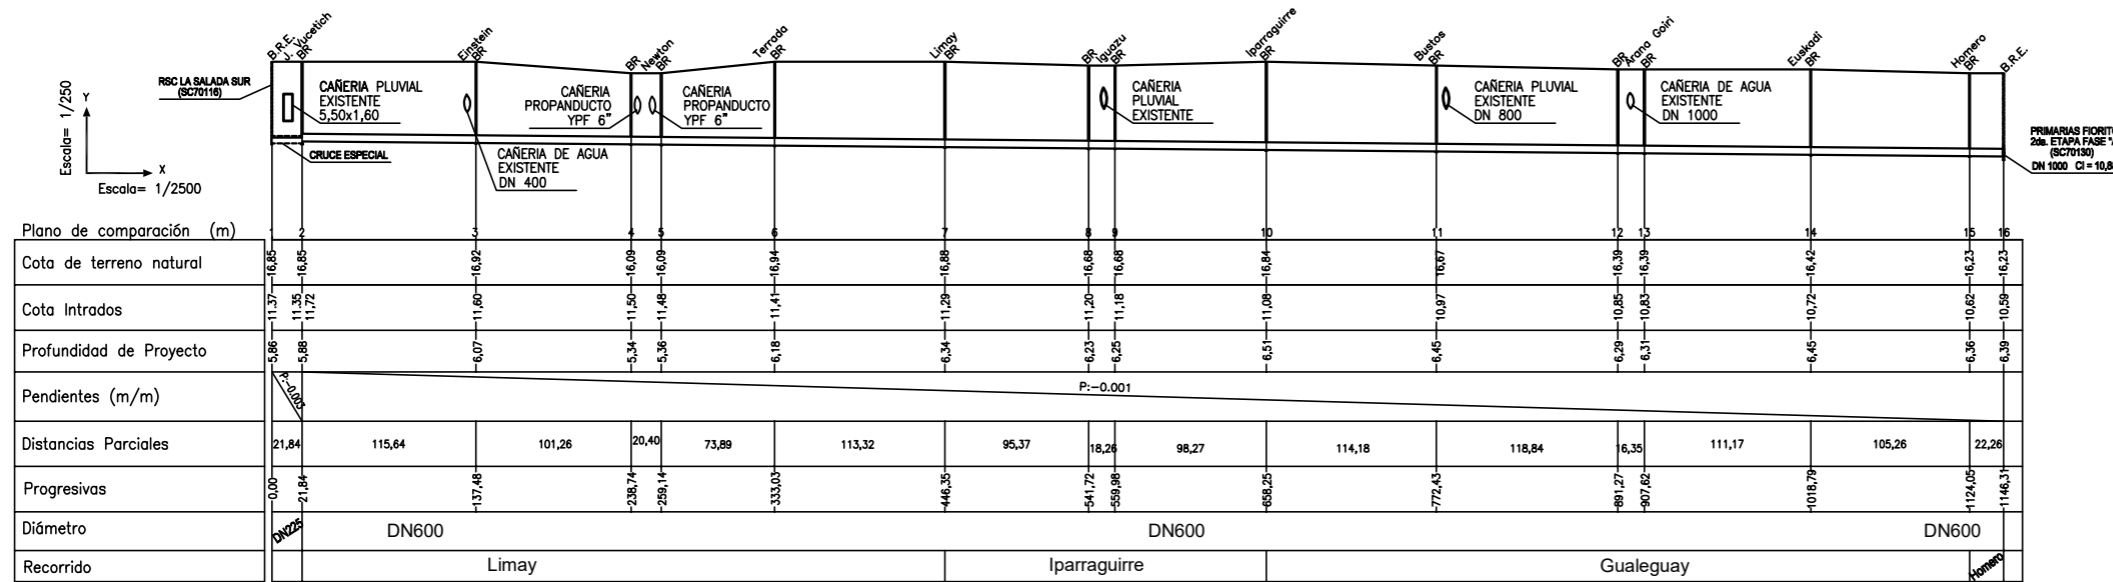 B.R.E.
J. Vucetich
BR
Einstein
BR
BR
Newton
BR
Terrada
BR
Limay
BR
BR
Iguazu
BR
Iparraguirre
BR
Bustos
BR
BR
Arana Goiri
BR
Euskadi
BR
Homero
BR
B.R.E.
RSC LA SALADA SUR
(SC70116)
CAÑERIA PLUVIAL
EXISTENTE
5,50x1,60
CAÑERIA
PROPANDUCTO
YPF 6"
CAÑERIA
PROPANDUCTO
YPF 6"
CAÑERIA
PLUVIAL
EXISTENTE
CAÑERIA PLUVIAL
EXISTENTE
DN 800
CAÑERIA DE AGUA
EXISTENTE
DN 1000
Escala= 1/250
Y
X
Escala= 1/2500
CRUCE ESPECIAL
CAÑERIA DE AGUA
EXISTENTE
DN 400
PRIMARIAS FIORIT
2da. ETAPA FASE "
(SC70130)
DN 1000 CI = 10,8
Plano de comparación (m)
1 2 3 4 5 6 7 8 9 10 11 12 13 14 15 16
Cota de terreno natural
16,85 16,85 16,92 16,09 16,09 16,94 16,88 16,68 16,68 16,84 16,67 16,39 16,39 16,42 16,23 16,23
Cota Intrados
11.37 11.35 11,72 11,60 11,50 11,48 11,41 11,29 11,20 11,18 11,08 10,97 10,85 10,83 10,72 10,62 10,59
Profundidad de Proyecto
5,86 5,88 6,07 5,34 5,36 6,18 6,34 6,23 6,25 6,51 6,45 6,29 6,31 6,45 6,36 6,39
Pendientes (m/m)
P:-0.003
P:-0.001
Distancias Parciales
21,84 115,64 101,26 20,40 73,89 113,32 95,37 18,26 98,27 114,18 118,84 16,35 111,17 105,26 22,26
Progresivas
0,00 21,84 137,48 238,74 259,14 333,03 446,35 541,72 559,98 658,25 772,43 891,27 907,62 1018,79 1124,05 1146,31
Diámetro
DN225 DN600 DN600 DN600
Recorrido
Limay Iparraguirre Gualeguay Homero